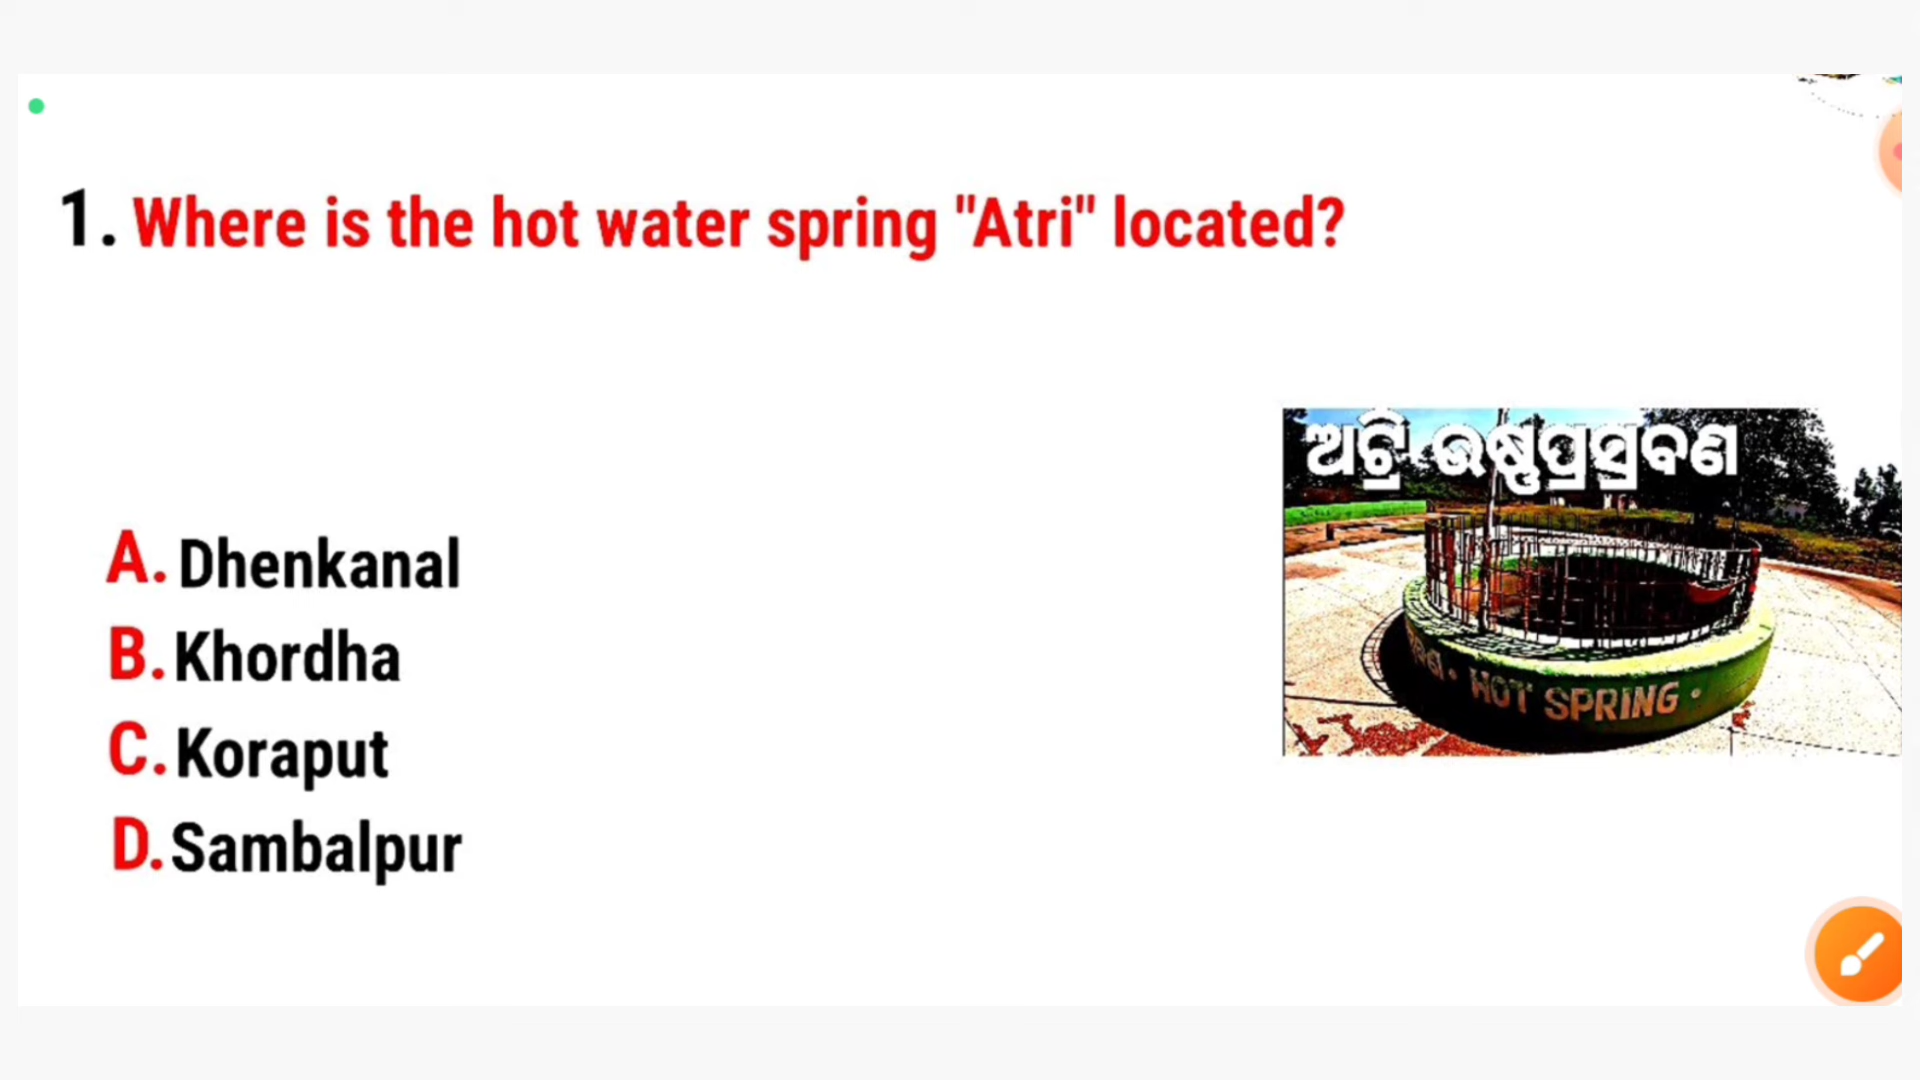 1. Where is the hot water spring "Atri" located?
ଅଟ୍ରି ଉଷ୍ଣପ୍ରସ୍ରବଣ
HOT SPRING
A. Dhenkanal
B. Khordha
C. Koraput
D. Sambalpur